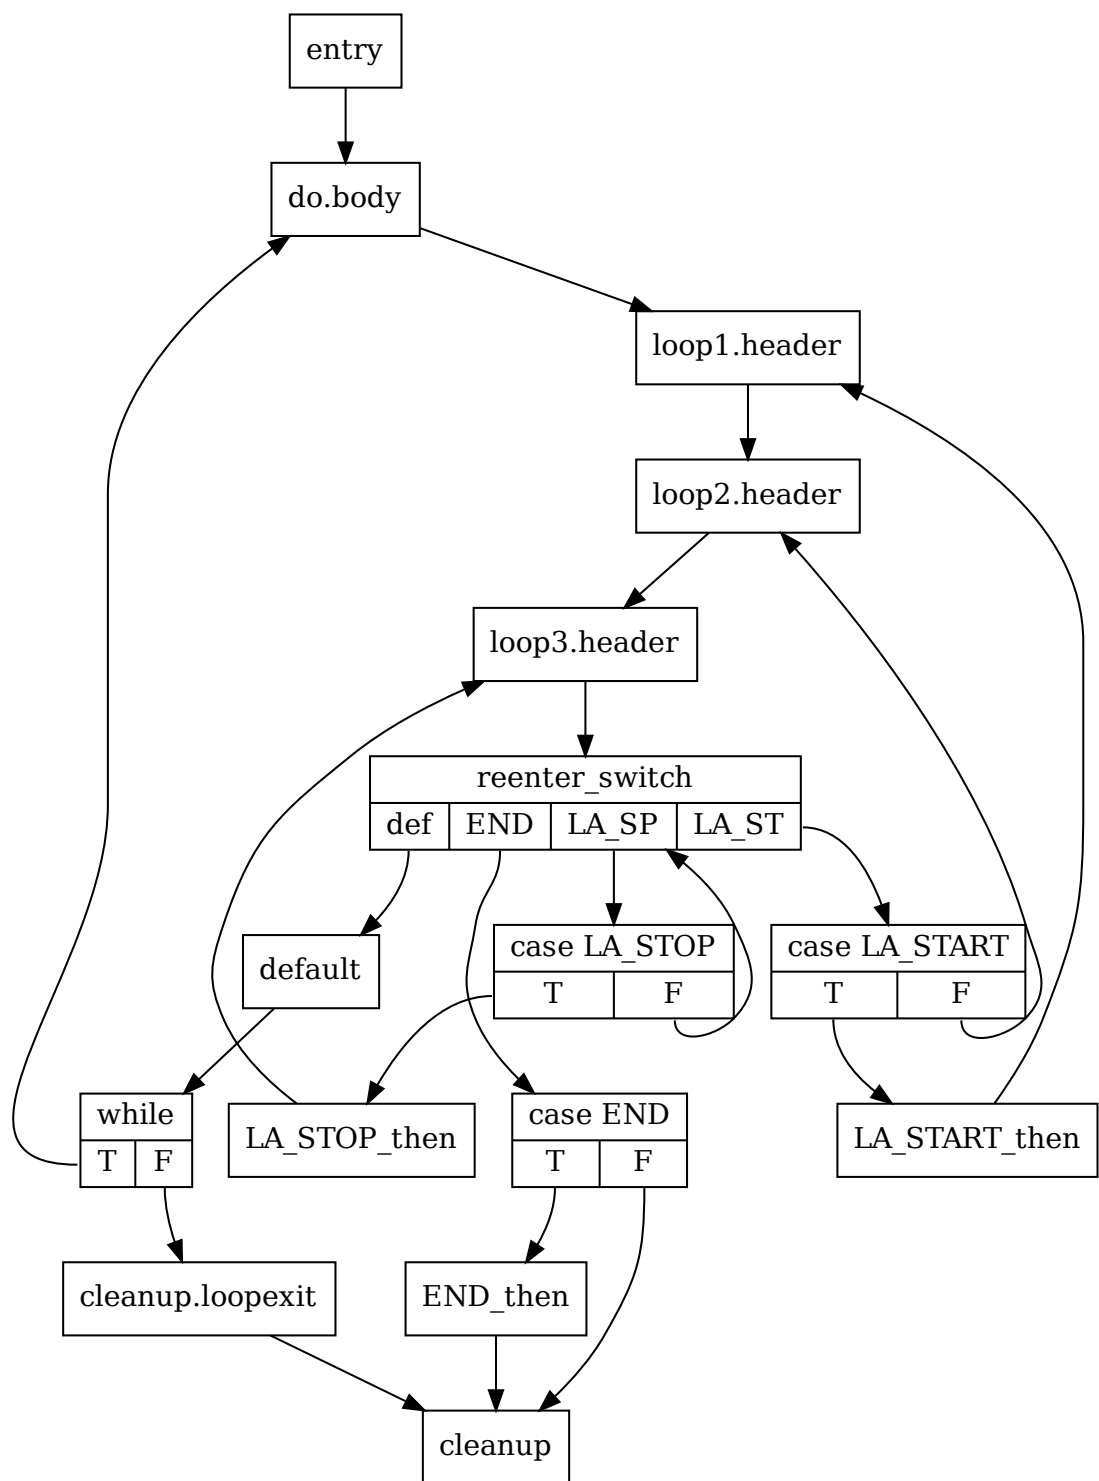 entry
do.body
loop1.header
loop2.header
loop3.header
reenter_switch
def END LA_SP LA_ST
case LA_STOP
T F
case LA_START
T F
default
while
T F
LA_STOP_then
case END
T F
LA_START_then
cleanup.loopexit
END_then
cleanup